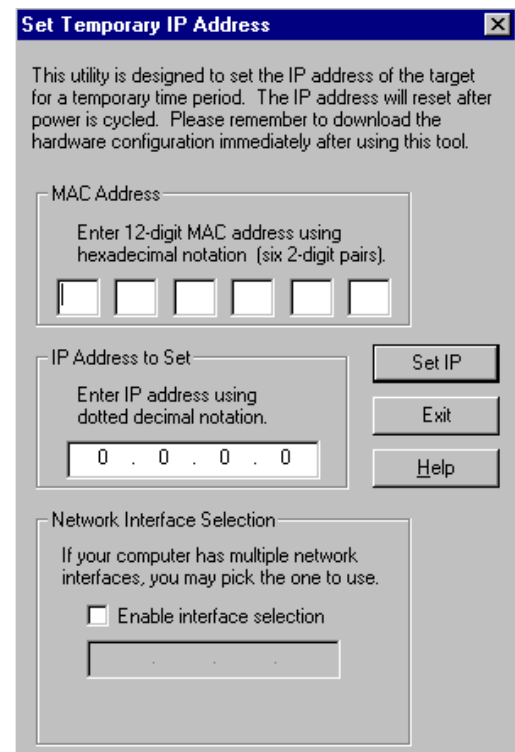 Set Temporary IP Address
This utility is designed to set the IP address of the target
for a temporary time period. The IP address will reset after
power is cycled. Please remember to download the
hardware configuration immediately after using this tool.
MAC Address
Enter 12-digit MAC address using
hexadecimal notation (six 2-digit pairs).
IP Address to Set
Enter IP address using
dotted decimal notation.
0 . 0 . 0 . 0
Set IP
Exit
Help
Network Interface Selection
If your computer has multiple network
interfaces, you may pick the one to use.
Enable interface selection
. . .